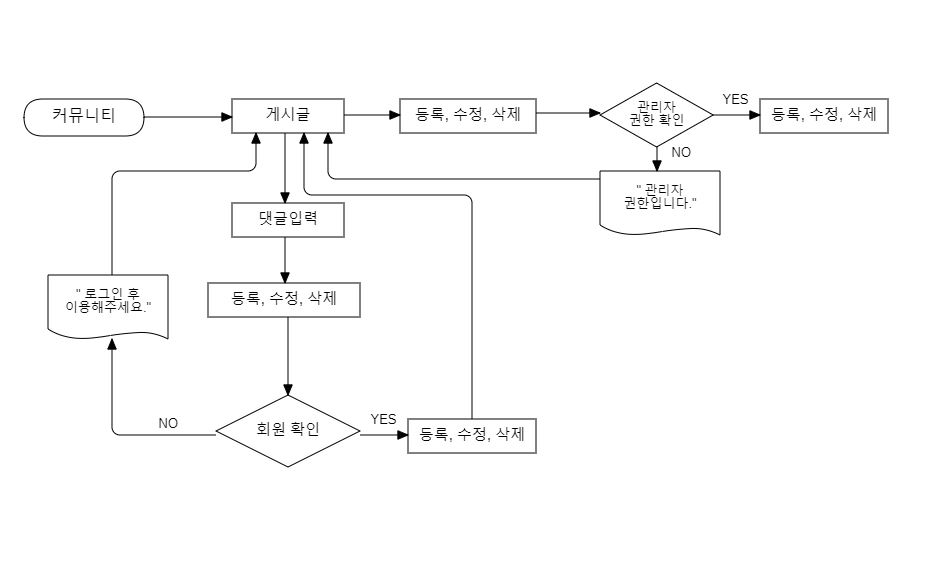 커뮤니티
게시글
등록, 수정, 삭제
관리자
권한 확인
YES
등록, 수정, 삭제
NO
" 관리자
권한입니다."
댓글입력
등록, 수정, 삭제
" 로그인 후
이용해주세요."
회원 확인
NO
YES
등록, 수정, 삭제